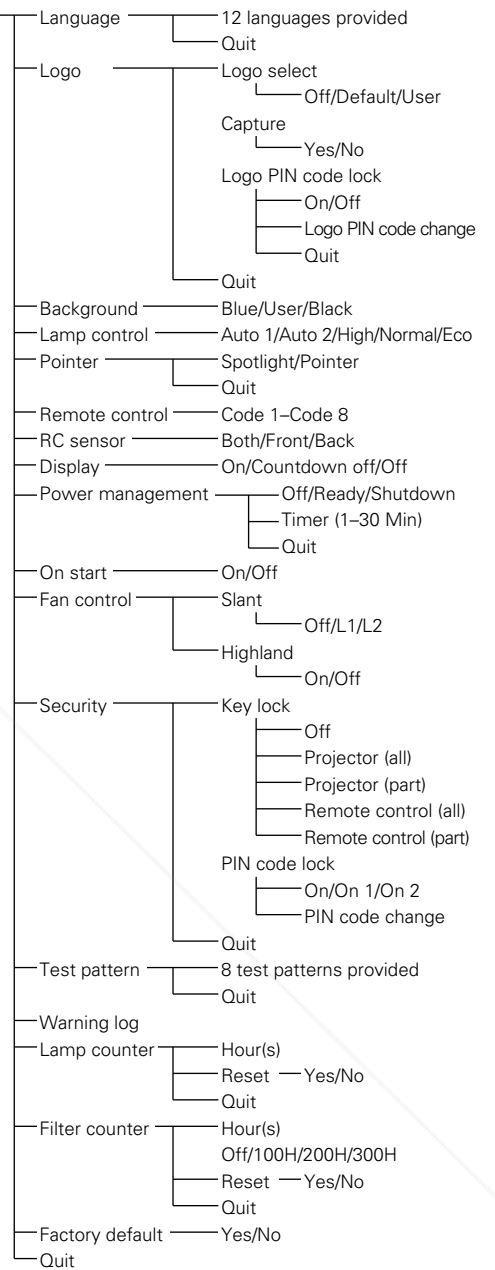 Language 12 languages provided
Quit
Logo Logo select
Off/Default/User
Capture
Yes/No
Logo PIN code lock
On/Off
Logo PIN code change
Quit
Quit
Background Blue/User/Black
Lamp control Auto 1/Auto 2/High/Normal/Eco
Pointer Spotlight/Pointer
Quit
Remote control Code 1–Code 8
RC sensor Both/Front/Back
Display On/Countdown off/Off
Power management Off/Ready/Shutdown
Timer (1–30 Min)
Quit
On start On/Off
Fan control Slant
Off/L1/L2
Highland
On/Off
Security Key lock
Off
Projector (all)
Projector (part)
Remote control (all)
Remote control (part)
PIN code lock
On/On 1/On 2
PIN code change
Quit
Test pattern 8 test patterns provided
Quit
Warning log
Lamp counter Hour(s)
Reset Yes/No
Quit
Filter counter Hour(s)
Off/100H/200H/300H
Reset Yes/No
Quit
Factory default Yes/No
Quit